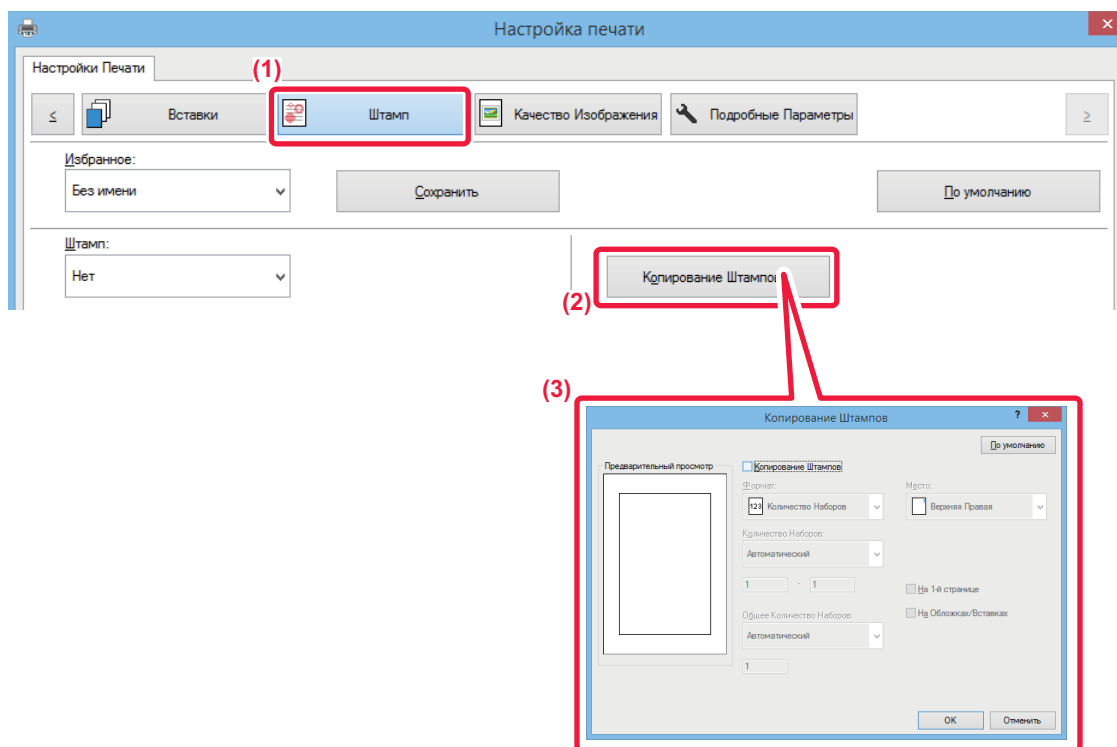 Настройка печати
Настройки Печати
(1)
≤ Вставки Штамп Качество Изображения Подробные Параметры ≥
Избранное:
Без имени Сохранить По умолчанию
Штамп:
Нет Копирование Штампов
(2)
(3)
Копирование Штампов ? ×
По умолчанию
Предварительный просмотр Копирование Штампов
Формат: Место:
123 Количество Наборов Верхняя Правая
Количество Наборов:
Автоматический
1 - 1 На 1-й странице
На Обложках/Вставках
Общее Количество Наборов:
Автоматический
1
OK Отменить